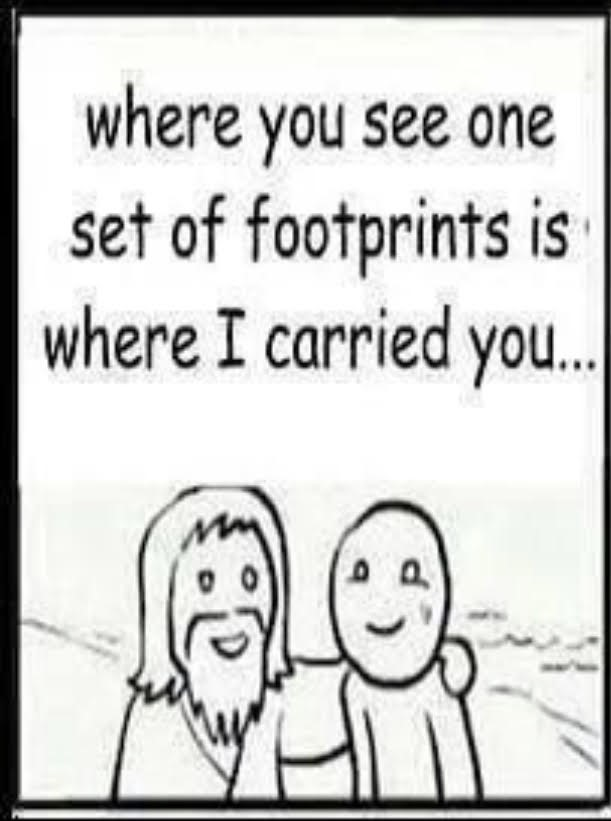 where you see one
set of footprints is
where I carried you...